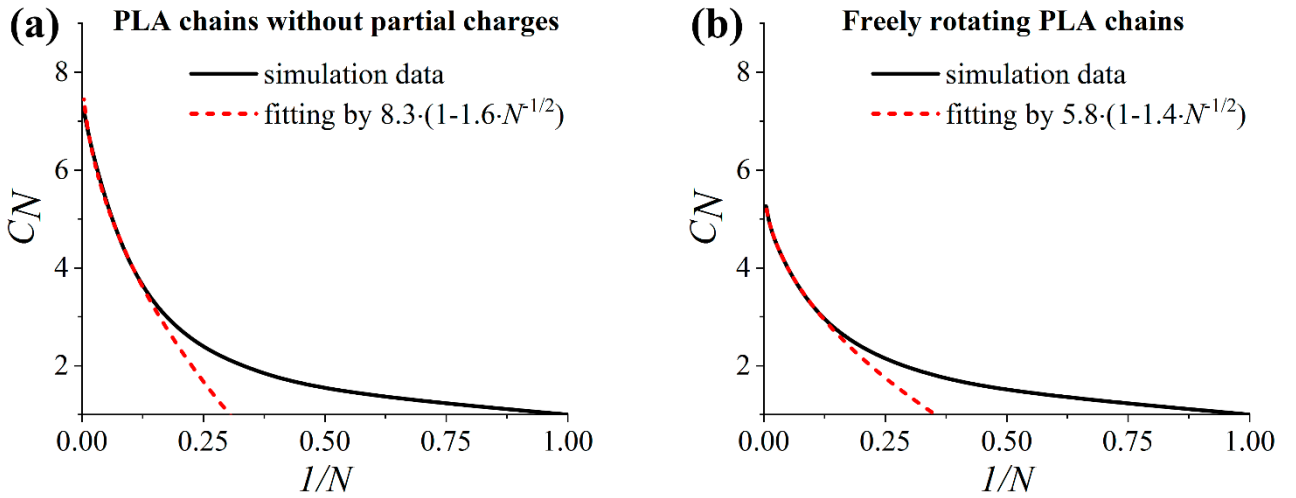 (a) PLA chains without partial charges
simulation data
fitting by 8.3·(1-1.6·N^-1/2)
8
6
4
2
CN
0.00 0.25 0.50 0.75 1.00
1/N
(b) Freely rotating PLA chains
simulation data
fitting by 5.8·(1-1.4·N^-1/2)
8
6
4
2
CN
0.00 0.25 0.50 0.75 1.00
1/N